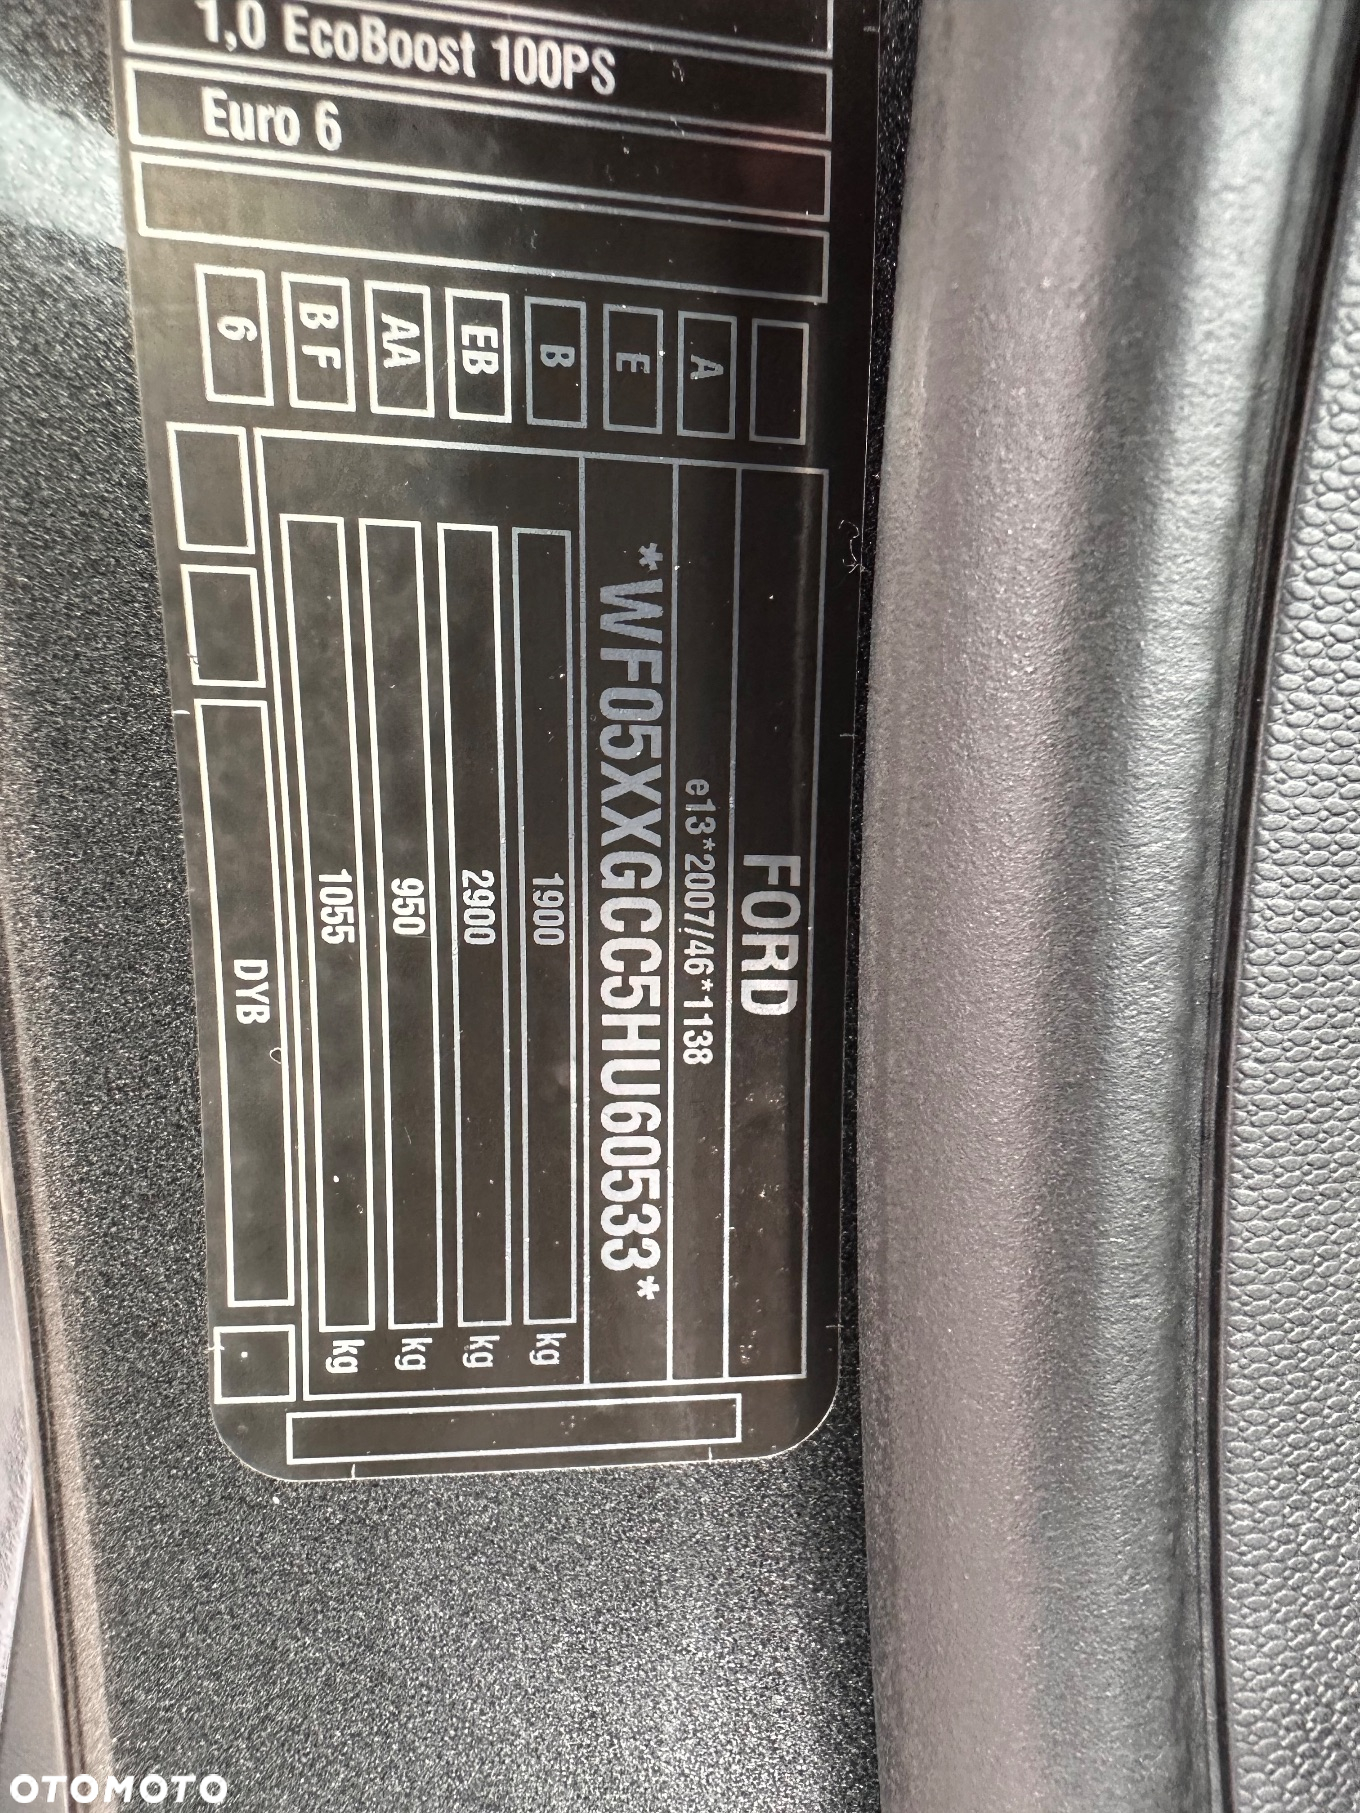 FORD
e13*2007/46*1138
*WF05XXGCC5HU60533*
1900 kg
2900 kg
950 kg
1055 kg
DYB
A
E
B
EB
AA
BF
6
1,0 EcoBoost 100PS
Euro 6
OTOMOTO